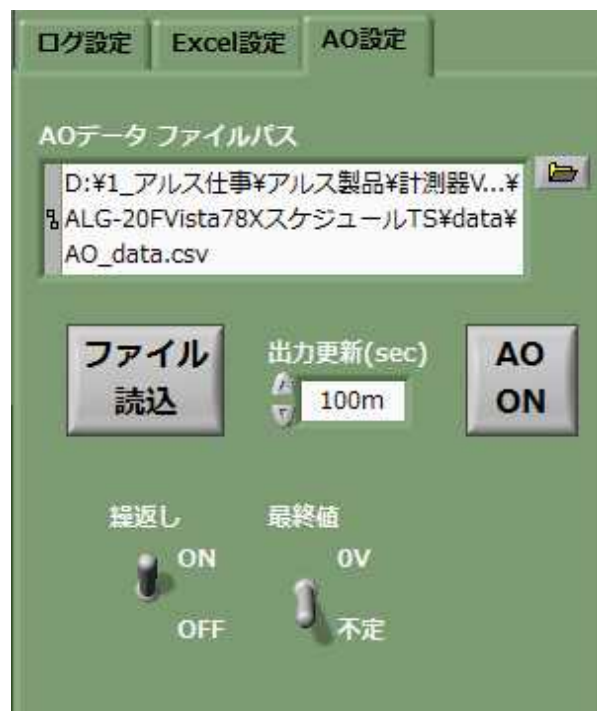 ログ設定 Excel設定 AO設定
AOデータ ファイルパス
D:¥1_アルス仕事¥アルス製品¥計測器V...¥
ALG-20FVista78XスケジュールTS¥data¥
AO_data.csv
ファイル
読込
出力更新(sec)
100m
AO
ON
繰返し
ON
OFF
最終値
0V
不定